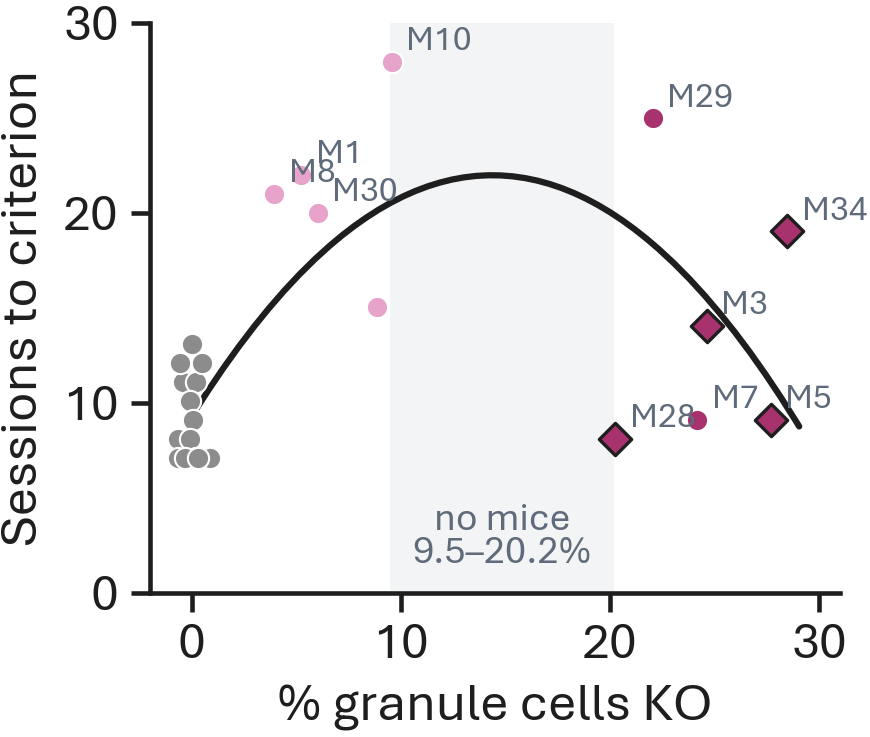 30
20
10
0
Sessions to criterion
M10
M29
M1
M8
M30
M34
M3
M7
M5
M28
no mice
9.5–20.2%
0
10
20
30
% granule cells KO